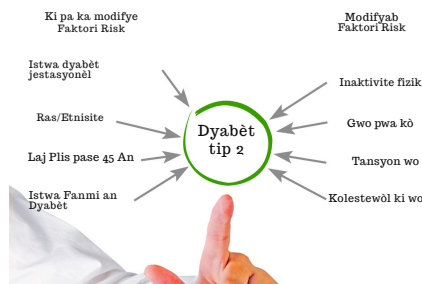 Ki pa ka modifye
Faktori Risk
Istwa dyabèt
jestasyonèl
Ras/Etnisite
Laj Plis pase 45 An
Istwa Fanmi an
Dyabèt
Dyabèt
tip 2
Modifyab
Faktori Risk
Inaktivite fizik
Gwo pwa kò
Tansyon wo
Kolestewòl ki wo